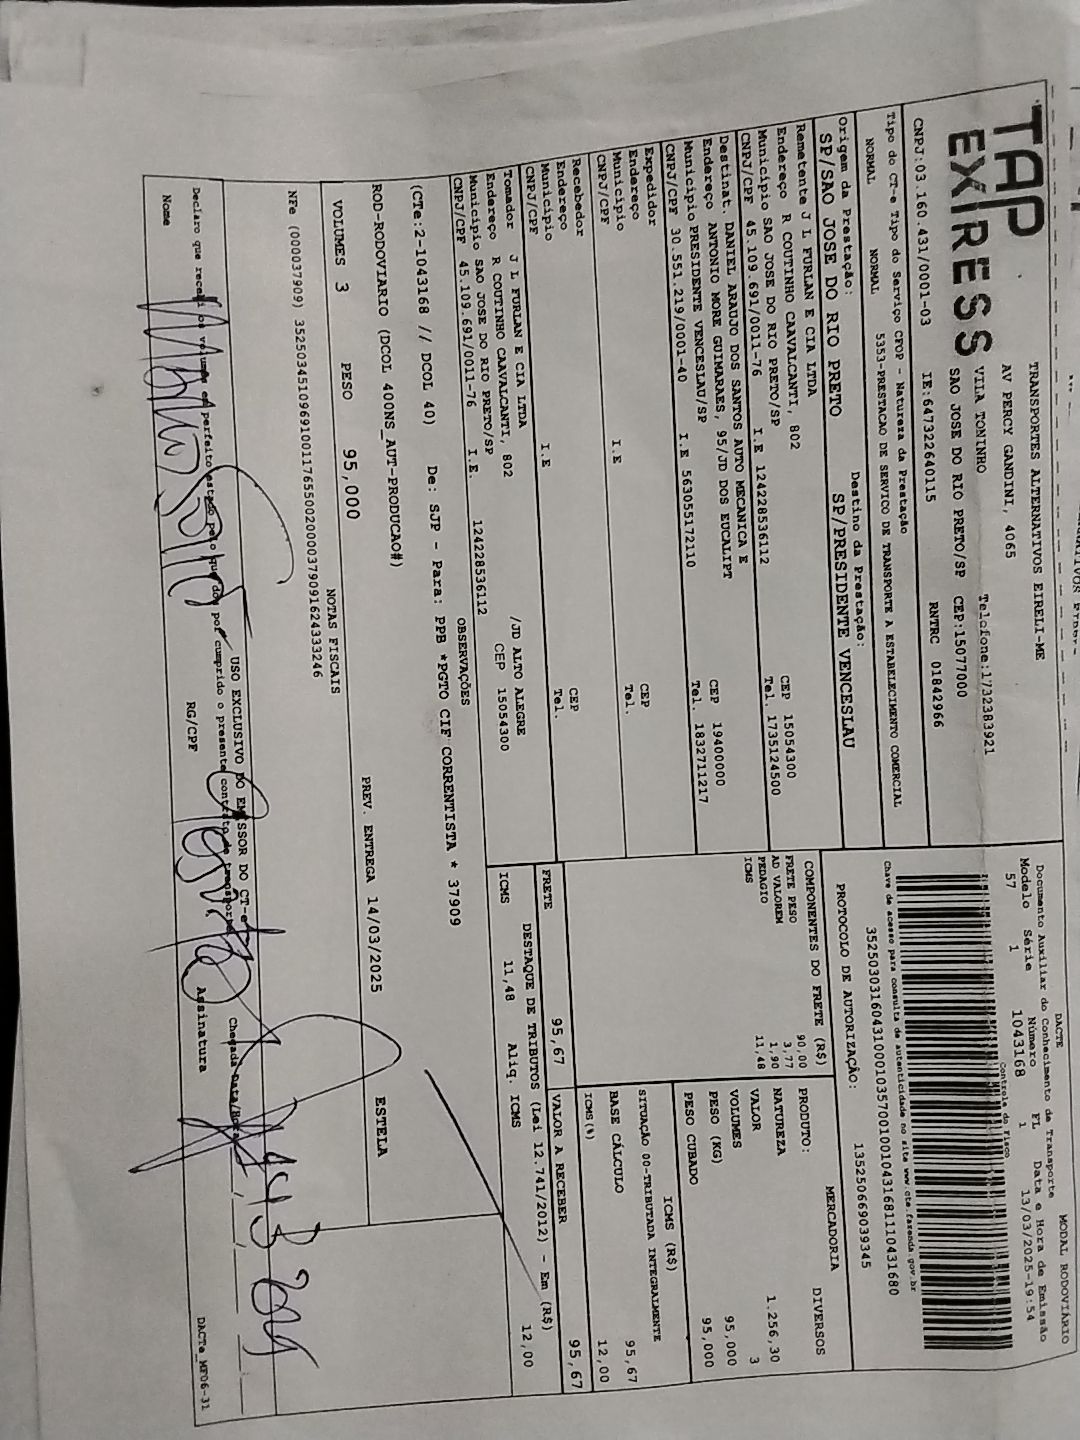 TAP EXPRESS
TRANSPORTES ALTERNATIVOS EIRELI-ME
AV PERCY GANDINI, 4065
VILA TONINHO Telefone:1732383921
SAO JOSE DO RIO PRETO/SP CEP:15077000
CNPJ:03.160.431/0001-03 IE:647322640115 RNTRC 01842966
Tipo do CT-e Tipo do Serviço CFOP - Natureza da Prestação
NORMAL NORMAL 5353-PRESTACAO DE SERVICO DE TRANSPORTE A ESTABELECIMENTO COMERCIAL
Origem da Prestação: Destino da Prestação:
SP/SAO JOSE DO RIO PRETO SP/PRESIDENTE VENCESLAU
Remetente J L FURLAN E CIA LTDA
Endereço R COUTINHO CAAVALCANTI, 802 CEP 15054300
Município SAO JOSE DO RIO PRETO/SP Tel. 1735124500
CNPJ/CPF 45.109.691/0011-76 I.E 124228536112
Destinat. DANIEL ARAUJO DOS SANTOS AUTO MECANICA E
Endereço ANTONIO MORE GUIMARAES, 95/JD DOS EUCALIPT CEP 19400000
Município PRESIDENTE VENCESLAU/SP Tel. 1832711217
CNPJ/CPF 30.551.219/0001-40 I.E 563055172110
Expedidor
Endereço CEP
Município Tel.
CNPJ/CPF I.E
Recebedor
Endereço CEP
Município Tel.
CNPJ/CPF I.E
Tomador J L FURLAN E CIA LTDA
Endereço R COUTINHO CAAVALCANTI, 802 /JD ALTO ALEGRE
Município SAO JOSE DO RIO PRETO/SP CEP 15054300
CNPJ/CPF 45.109.691/0011-76 I.E. 124228536112
DACTE MODAL RODOVIÁRIO
Documento Auxiliar do Conhecimento de Transporte
Modelo Série Número FL Data e Hora de Emissão
57 1 1043168 1 13/03/2025-19:54
Controle do Fisco
Chave de acesso para consulta de autenticidade no site www.cte.fazenda.gov.br
PROTOCOLO DE AUTORIZAÇÃO: 135250669039345
COMPONENTES DO FRETE (R$)
FRETE PESO 90,00
AD VALOREM 3,77
PEDAGIO 1,90
ICMS 11,48
FRETE 95,67
PRODUTO: MERCADORIA
NATUREZA DIVERSOS
VALOR 1.256,30
VOLUMES 3
PESO (KG) 95,000
PESO CUBADO 95,000
ICMS (R$)
SITUAÇÃO 00-TRIBUTADA INTEGRALMENTE
BASE CÁLCULO 95,67
ICMS(%) 12,00
VALOR A RECEBER 95,67
DESTAQUE DE TRIBUTOS (Lei 12.741/2012) - Em (R$)
ICMS 11,48 Aliq. ICMS 12,00
OBSERVAÇÕES
(CTe:2-1043168 // DCOL 40) De: SJP - Para: PPB *PGTO CIF CORRENTISTA * 37909
ROD-RODOVIARIO (DCOL 400NS_AUT-PRODUCAO#)
PREV. ENTREGA 14/03/2025 ESTELA
VOLUMES 3 PESO 95,000
NOTAS FISCAIS
NFe (000037909) 35250345109691001176550020000379091624333246
USO EXCLUSIVO DO EMISSOR DO CT-e
Declaro que recebi os volumes em perfeito estado pelo que dou por cumprido o presente contrato de transporte Chegada Data/Hora
Nome RG/CPF Assinatura
DACTe_MF06-31